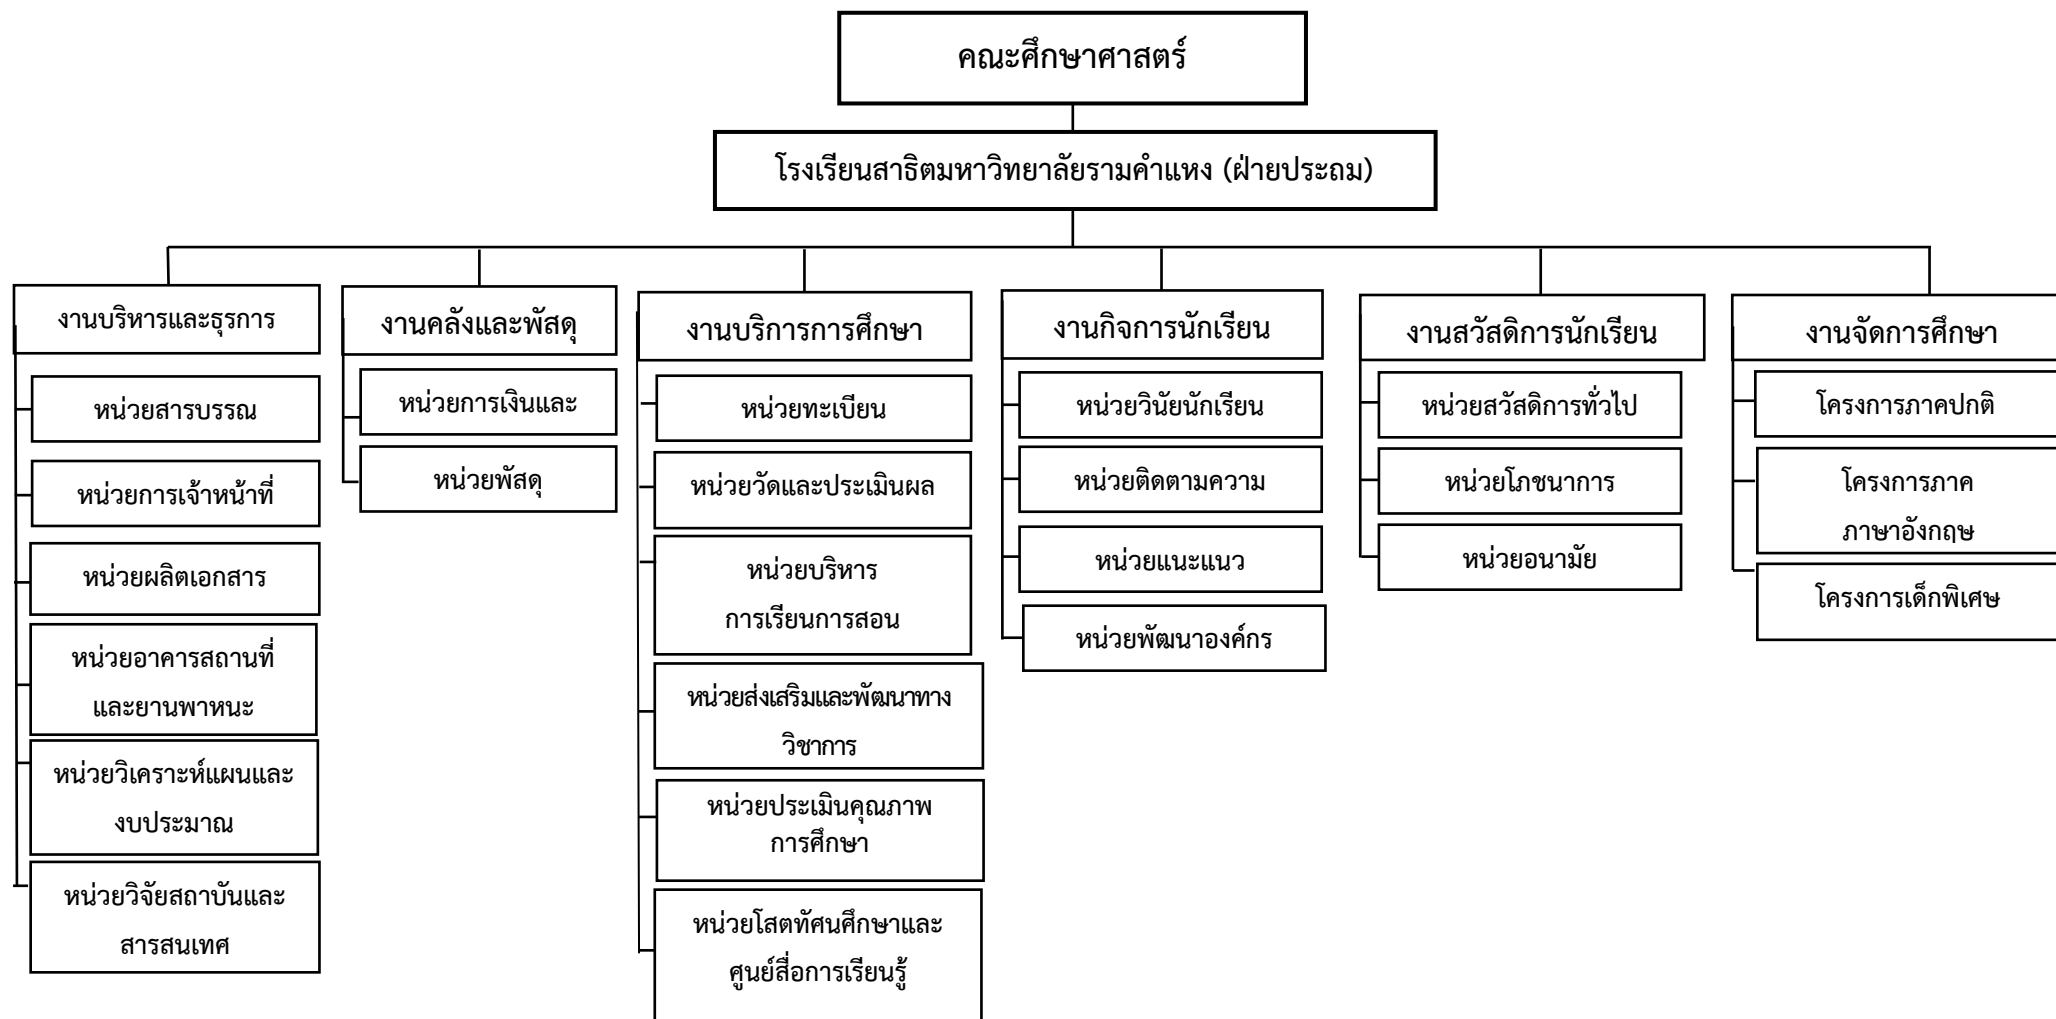 คณะศึกษาศาสตร์
โรงเรียนสาธิตมหาวิทยาลัยรามคำแหง (ฝ่ายประถม)
งานบริหารและธุรการ
หน่วยสารบรรณ
หน่วยการเจ้าหน้าที่
หน่วยผลิตเอกสาร
หน่วยอาคารสถานที่
และยานพาหนะ
หน่วยวิเคราะห์แผนและ
งบประมาณ
หน่วยวิจัยสถาบันและ
สารสนเทศ
งานคลังและพัสดุ
หน่วยการเงินและ
หน่วยพัสดุ
งานบริการการศึกษา
หน่วยทะเบียน
หน่วยวัดและประเมินผล
หน่วยบริหาร
การเรียนการสอน
หน่วยส่งเสริมและพัฒนาทาง
วิชาการ
หน่วยประเมินคุณภาพ
การศึกษา
หน่วยโสตทัศนศึกษาและ
ศูนย์สื่อการเรียนรู้
งานกิจการนักเรียน
หน่วยวินัยนักเรียน
หน่วยติดตามความ
หน่วยแนะแนว
หน่วยพัฒนาองค์กร
งานสวัสดิการนักเรียน
หน่วยสวัสดิการทั่วไป
หน่วยโภชนาการ
หน่วยอนามัย
งานจัดการศึกษา
โครงการภาคปกติ
โครงการภาค
ภาษาอังกฤษ
โครงการเด็กพิเศษ